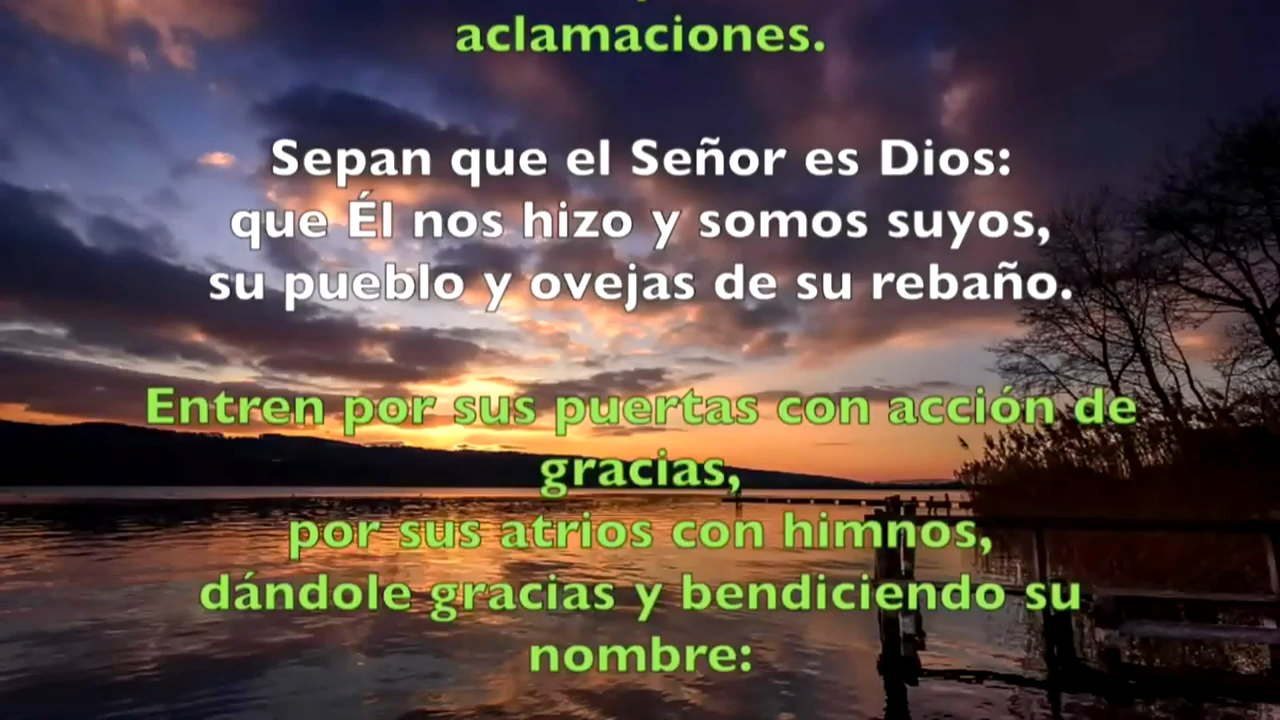 aclamaciones.
Sepan que el Señor es Dios:
que Él nos hizo y somos suyos,
su pueblo y ovejas de su rebaño.
Entren por sus puertas con acción de
gracias,
por sus atrios con himnos,
dándole gracias y bendiciendo su
nombre: